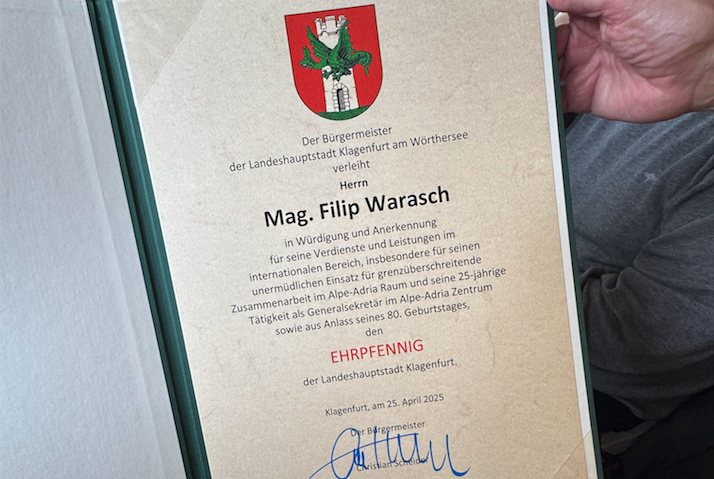 Der Bürgermeister
der Landeshauptstadt Klagenfurt am Wörthersee
verleiht
Herrn
Mag. Filip Warasch
in Würdigung und Anerkennung
für seine Verdienste und Leistungen im
internationalen Bereich, insbesondere für seinen
unermüdlichen Einsatz für grenzüberschreitende
Zusammenarbeit im Alpe-Adria Raum und seine 25-jährige
Tätigkeit als Generalsekretär im Alpe-Adria Zentrum
sowie aus Anlass seines 80. Geburtstages,
den
EHRPFENNIG
der Landeshauptstadt Klagenfurt.
Klagenfurt, am 25. April 2025
Der Bürgermeister
Christian Scheider